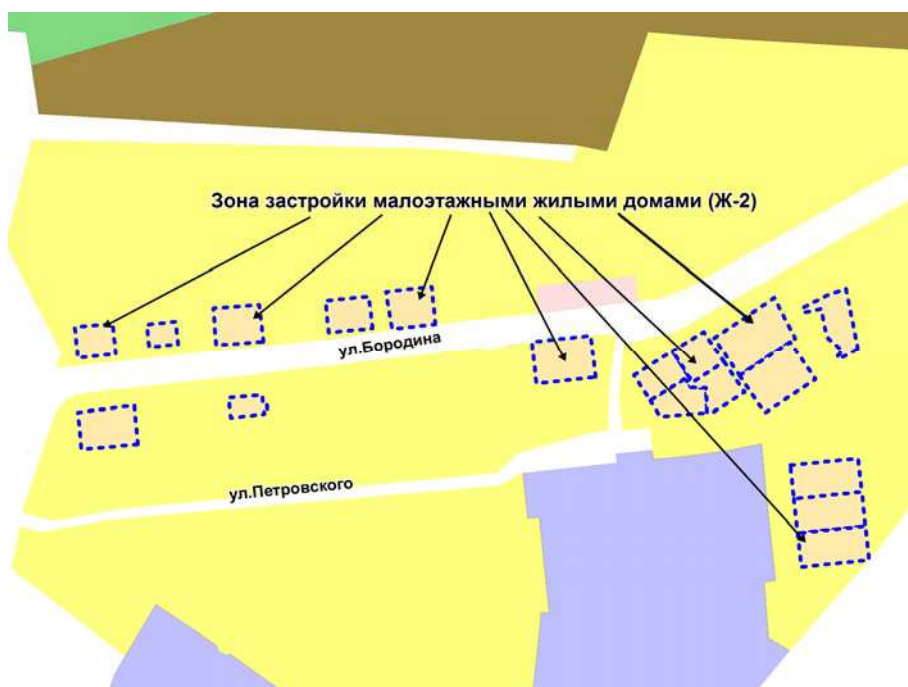 Зона застройки малоэтажными жилыми домами (Ж-2)
ул.Бородина
ул.Петровского